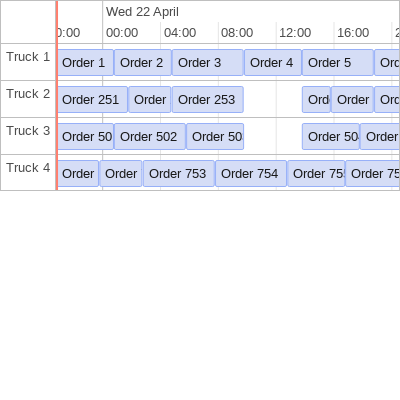 Wed 22 April
0:00 00:00 04:00 08:00 12:00 16:00 2
Truck 1 Order 1 Order 2 Order 3 Order 4 Order 5 Ord
Truck 2 Order 251 Order Order 253 Ord Order Ord
Truck 3 Order 50 Order 502 Order 50 Order 50 Order
Truck 4 Order Order Order 753 Order 754 Order 75 Order 75